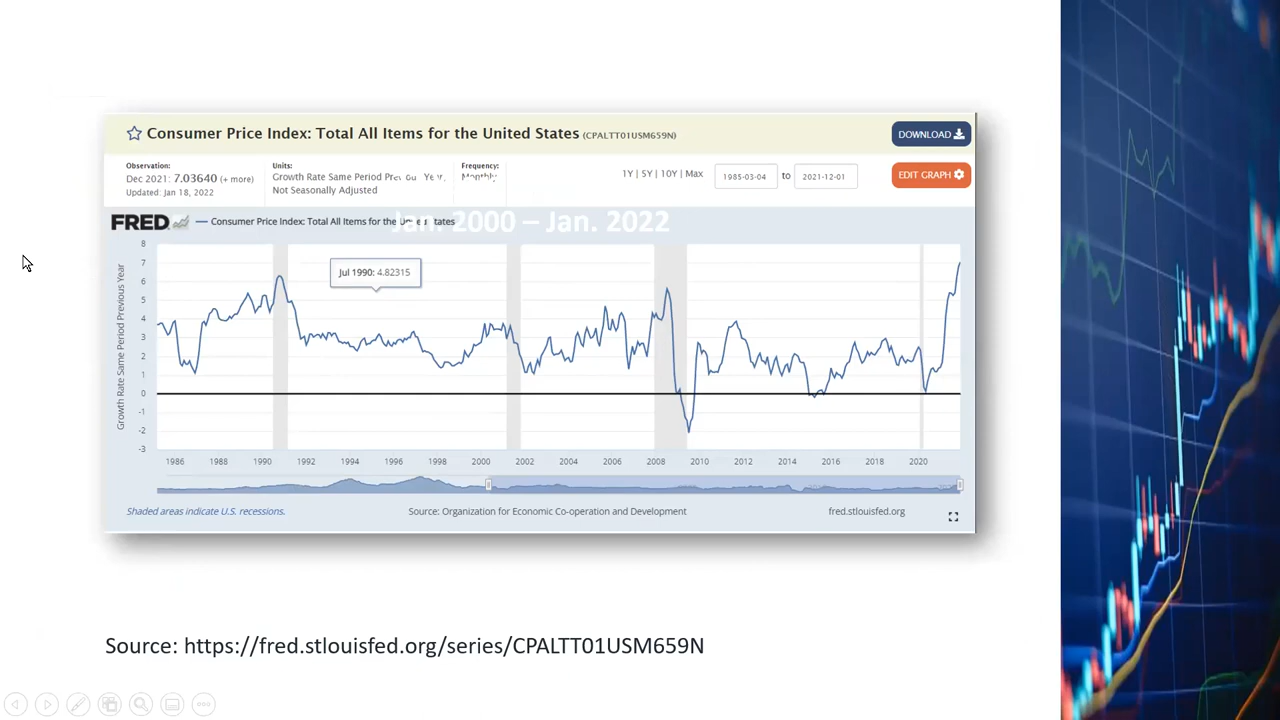 Consumer Price Index: Total All Items for the United States (CPALTT01USM659N)
DOWNLOAD
Observation:
Dec 2021: 7.03640 (+ more)
Updated: Jan 18, 2022
Units:
Growth Rate Same Period Year,
Not Seasonally Adjusted
Frequency:
Monthly
1Y | 5Y | 10Y | Max
1985-03-04 to 2021-12-01
EDIT GRAPH
FRED
Consumer Price Index: Total All Items for the United States
Jan. 2000 – Jan. 2022
Growth Rate Same Period Previous Year
8
7
6
5
4
3
2
1
0
-1
-2
-3
Jul 1990: 4.82315
1986 1988 1990 1992 1994 1996 1998 2000 2002 2004 2006 2008 2010 2012 2014 2016 2018 2020
Shaded areas indicate U.S. recessions.
Source: Organization for Economic Co-operation and Development
fred.stlouisfed.org
Source: https://fred.stlouisfed.org/series/CPALTT01USM659N